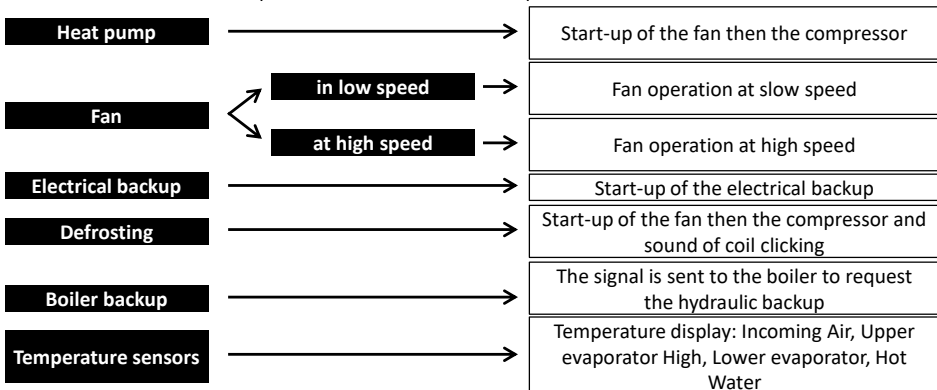 Heat pump
Start-up of the fan then the compressor
in low speed
Fan operation at slow speed
Fan
at high speed
Fan operation at high speed
Electrical backup
Start-up of the electrical backup
Defrosting
Start-up of the fan then the compressor and
sound of coil clicking
Boiler backup
The signal is sent to the boiler to request
the hydraulic backup
Temperature sensors
Temperature display: Incoming Air, Upper
evaporator High, Lower evaporator, Hot
Water